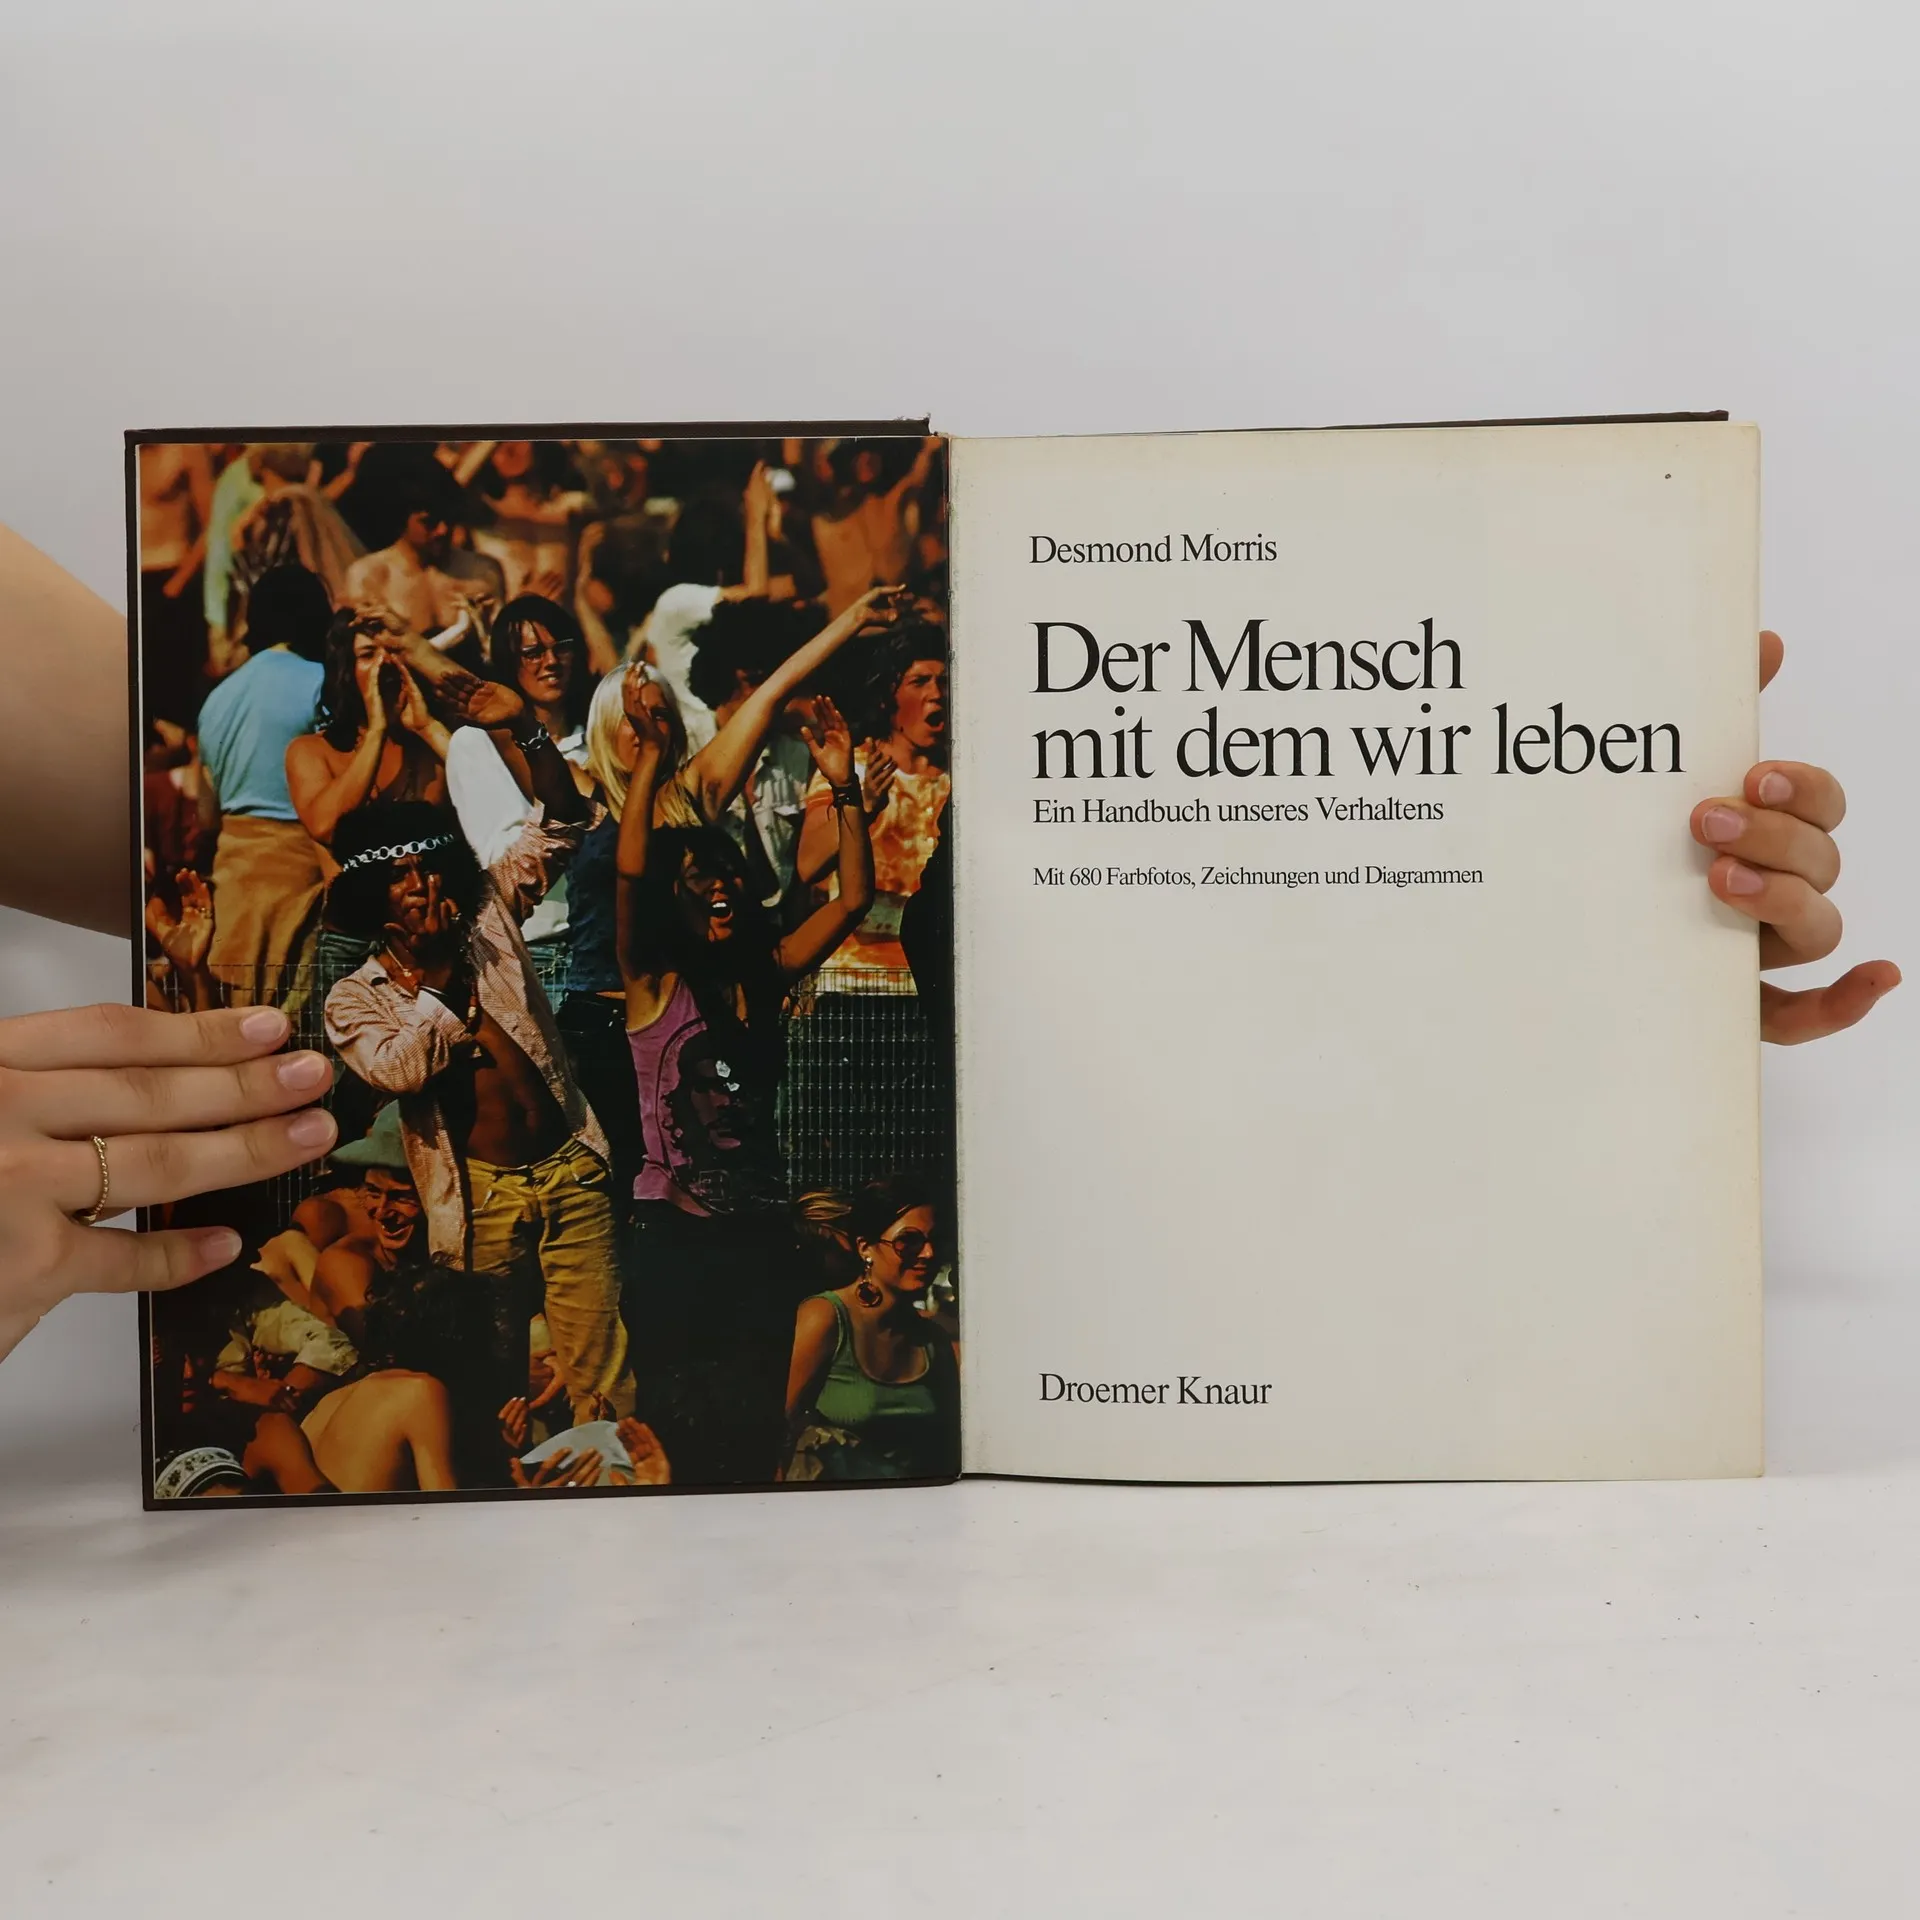 Desmond Morris
Der Mensch
mit dem wir leben
Ein Handbuch unseres Verhaltens
Mit 680 Farbfotos, Zeichnungen und Diagrammen
Droemer Knaur